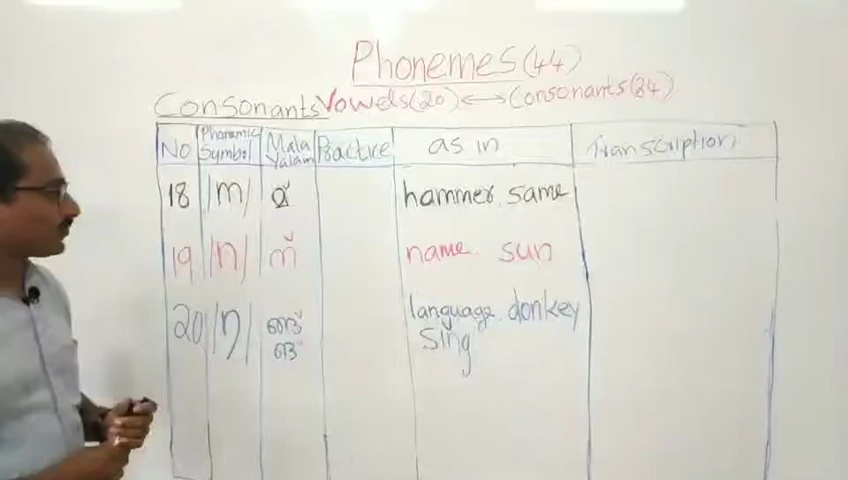 Phonemes (44)
Consonants Vowels (20) ↔ Consonants (24)
No Phonemic Symbol Malayalam Practice as in Transcription
18 /m/ മ് hammer, same
19 /n/ ന് name, sun
20 /ŋ/ ങ്ങ് ങ് language, donkey
Sing